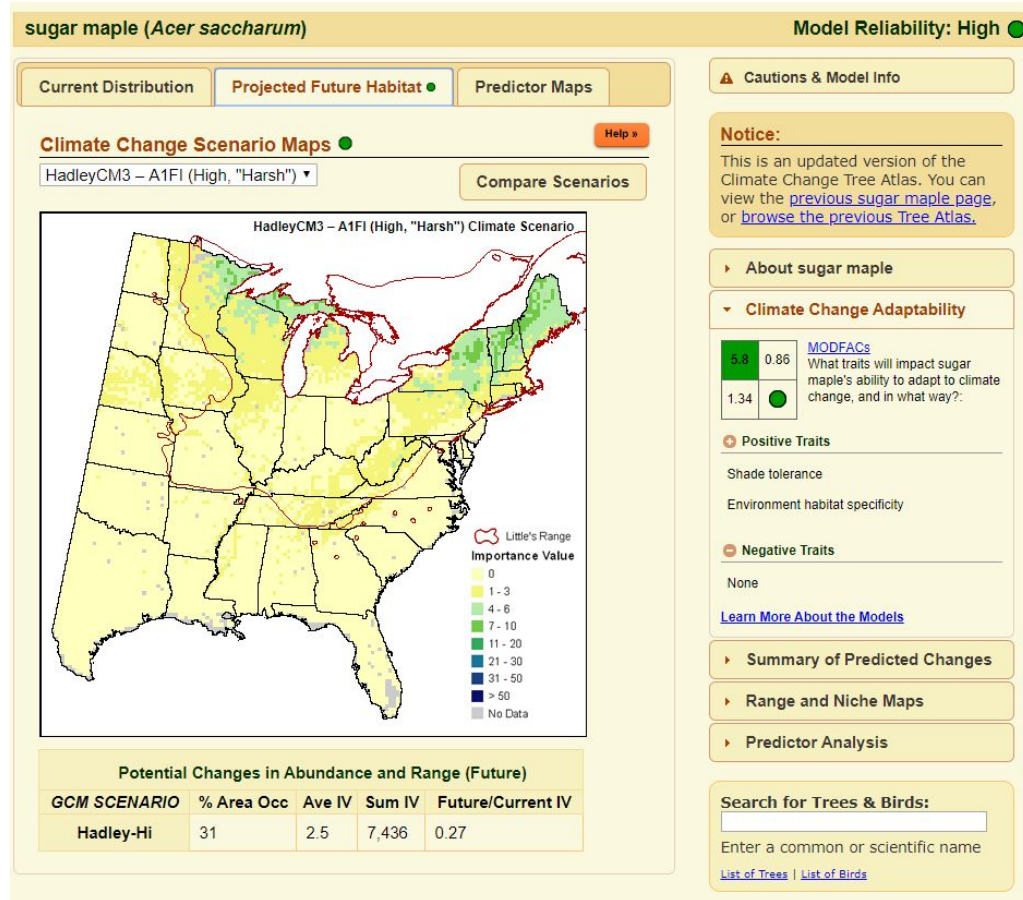 sugar maple (Acer saccharum)
Model Reliability: High
Current Distribution
Projected Future Habitat
Predictor Maps
Climate Change Scenario Maps
Help »
HadleyCM3 – A1FI (High, "Harsh")
Compare Scenarios
HadleyCM3 – A1FI (High, "Harsh") Climate Scenario
Little's Range
Importance Value
0
1 - 3
4 - 6
7 - 10
11 - 20
21 - 30
31 - 50
> 50
No Data
Potential Changes in Abundance and Range (Future)
GCM SCENARIO % Area Occ Ave IV Sum IV Future/Current IV
Hadley-Hi 31 2.5 7,436 0.27
Cautions & Model Info
Notice:
This is an updated version of the
Climate Change Tree Atlas. You can
view the previous sugar maple page,
or browse the previous Tree Atlas.
About sugar maple
Climate Change Adaptability
5.8 0.86
1.34
MODFACs
What traits will impact sugar
maple's ability to adapt to climate
change, and in what way?:
Positive Traits
Shade tolerance
Environment habitat specificity
Negative Traits
None
Learn More About the Models
Summary of Predicted Changes
Range and Niche Maps
Predictor Analysis
Search for Trees & Birds:
Enter a common or scientific name
List of Trees | List of Birds